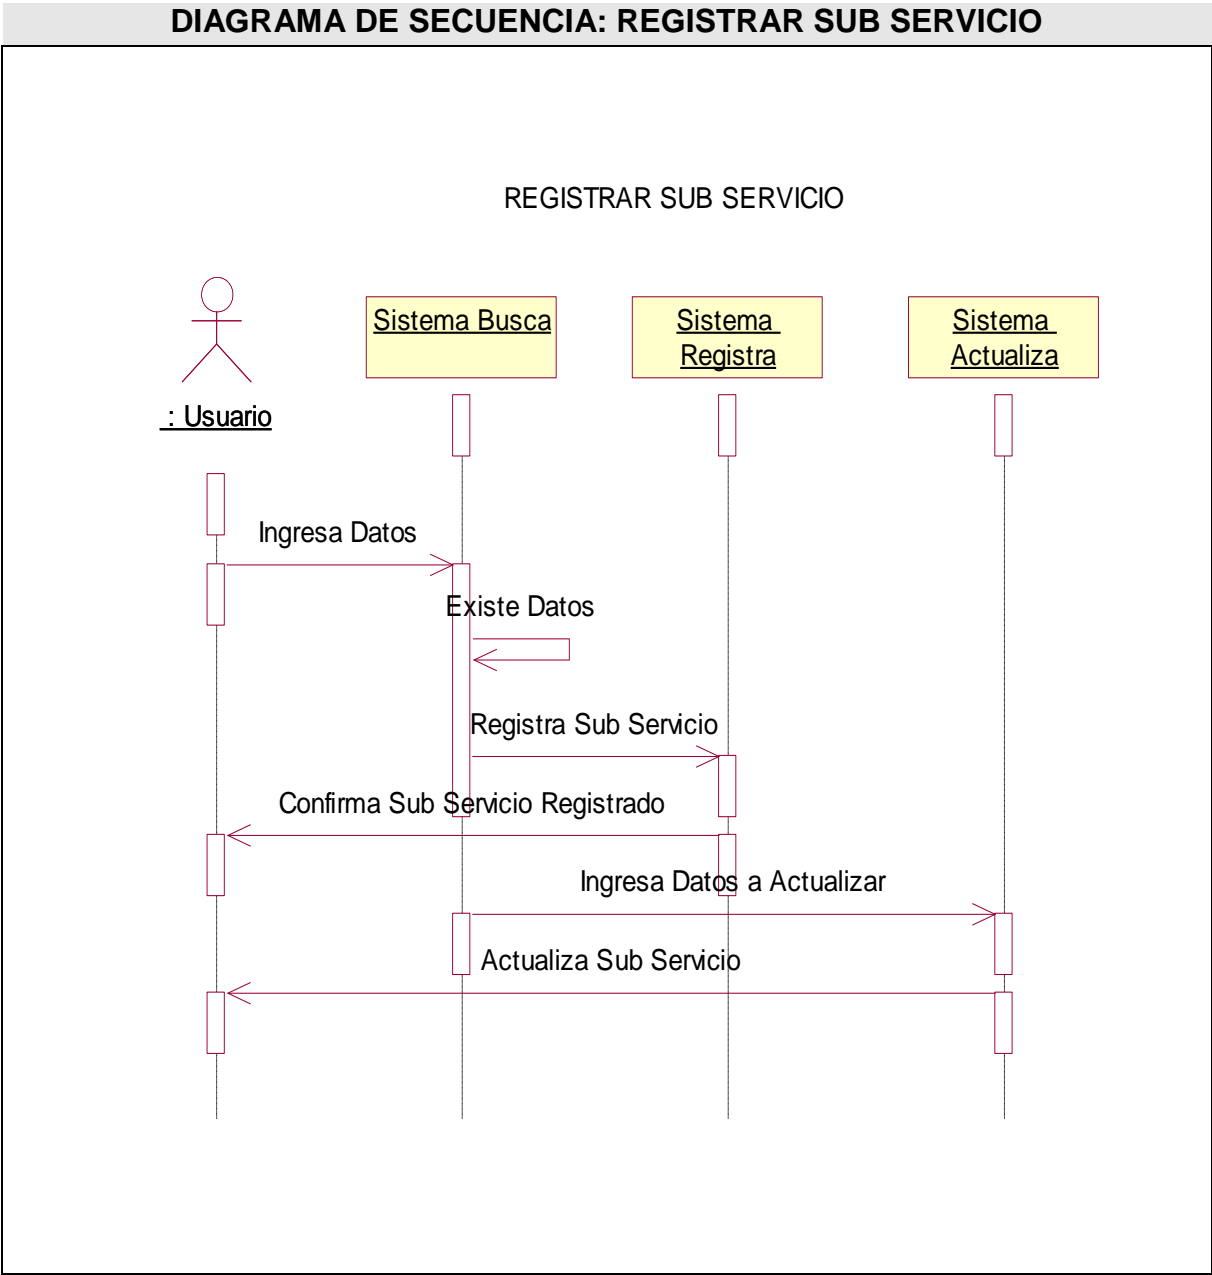 DIAGRAMA DE SECUENCIA: REGISTRAR SUB SERVICIO
REGISTRAR SUB SERVICIO
: Usuario
Sistema Busca
Sistema
Registra
Sistema
Actualiza
Ingresa Datos
Existe Datos
Registra Sub Servicio
Confirma Sub Servicio Registrado
Ingresa Datos a Actualizar
Actualiza Sub Servicio